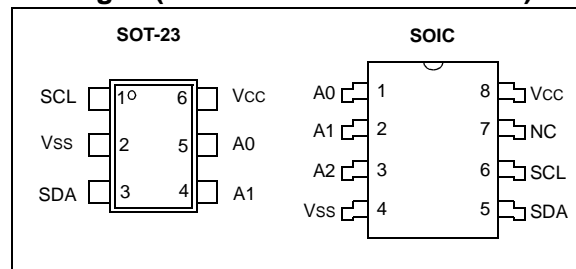 SOT-23
SOIC
SCL 1 6 VCC
VSS 2 5 A0
SDA 3 4 A1
A0 1 8 VCC
A1 2 7 NC
A2 3 6 SCL
VSS 4 5 SDA